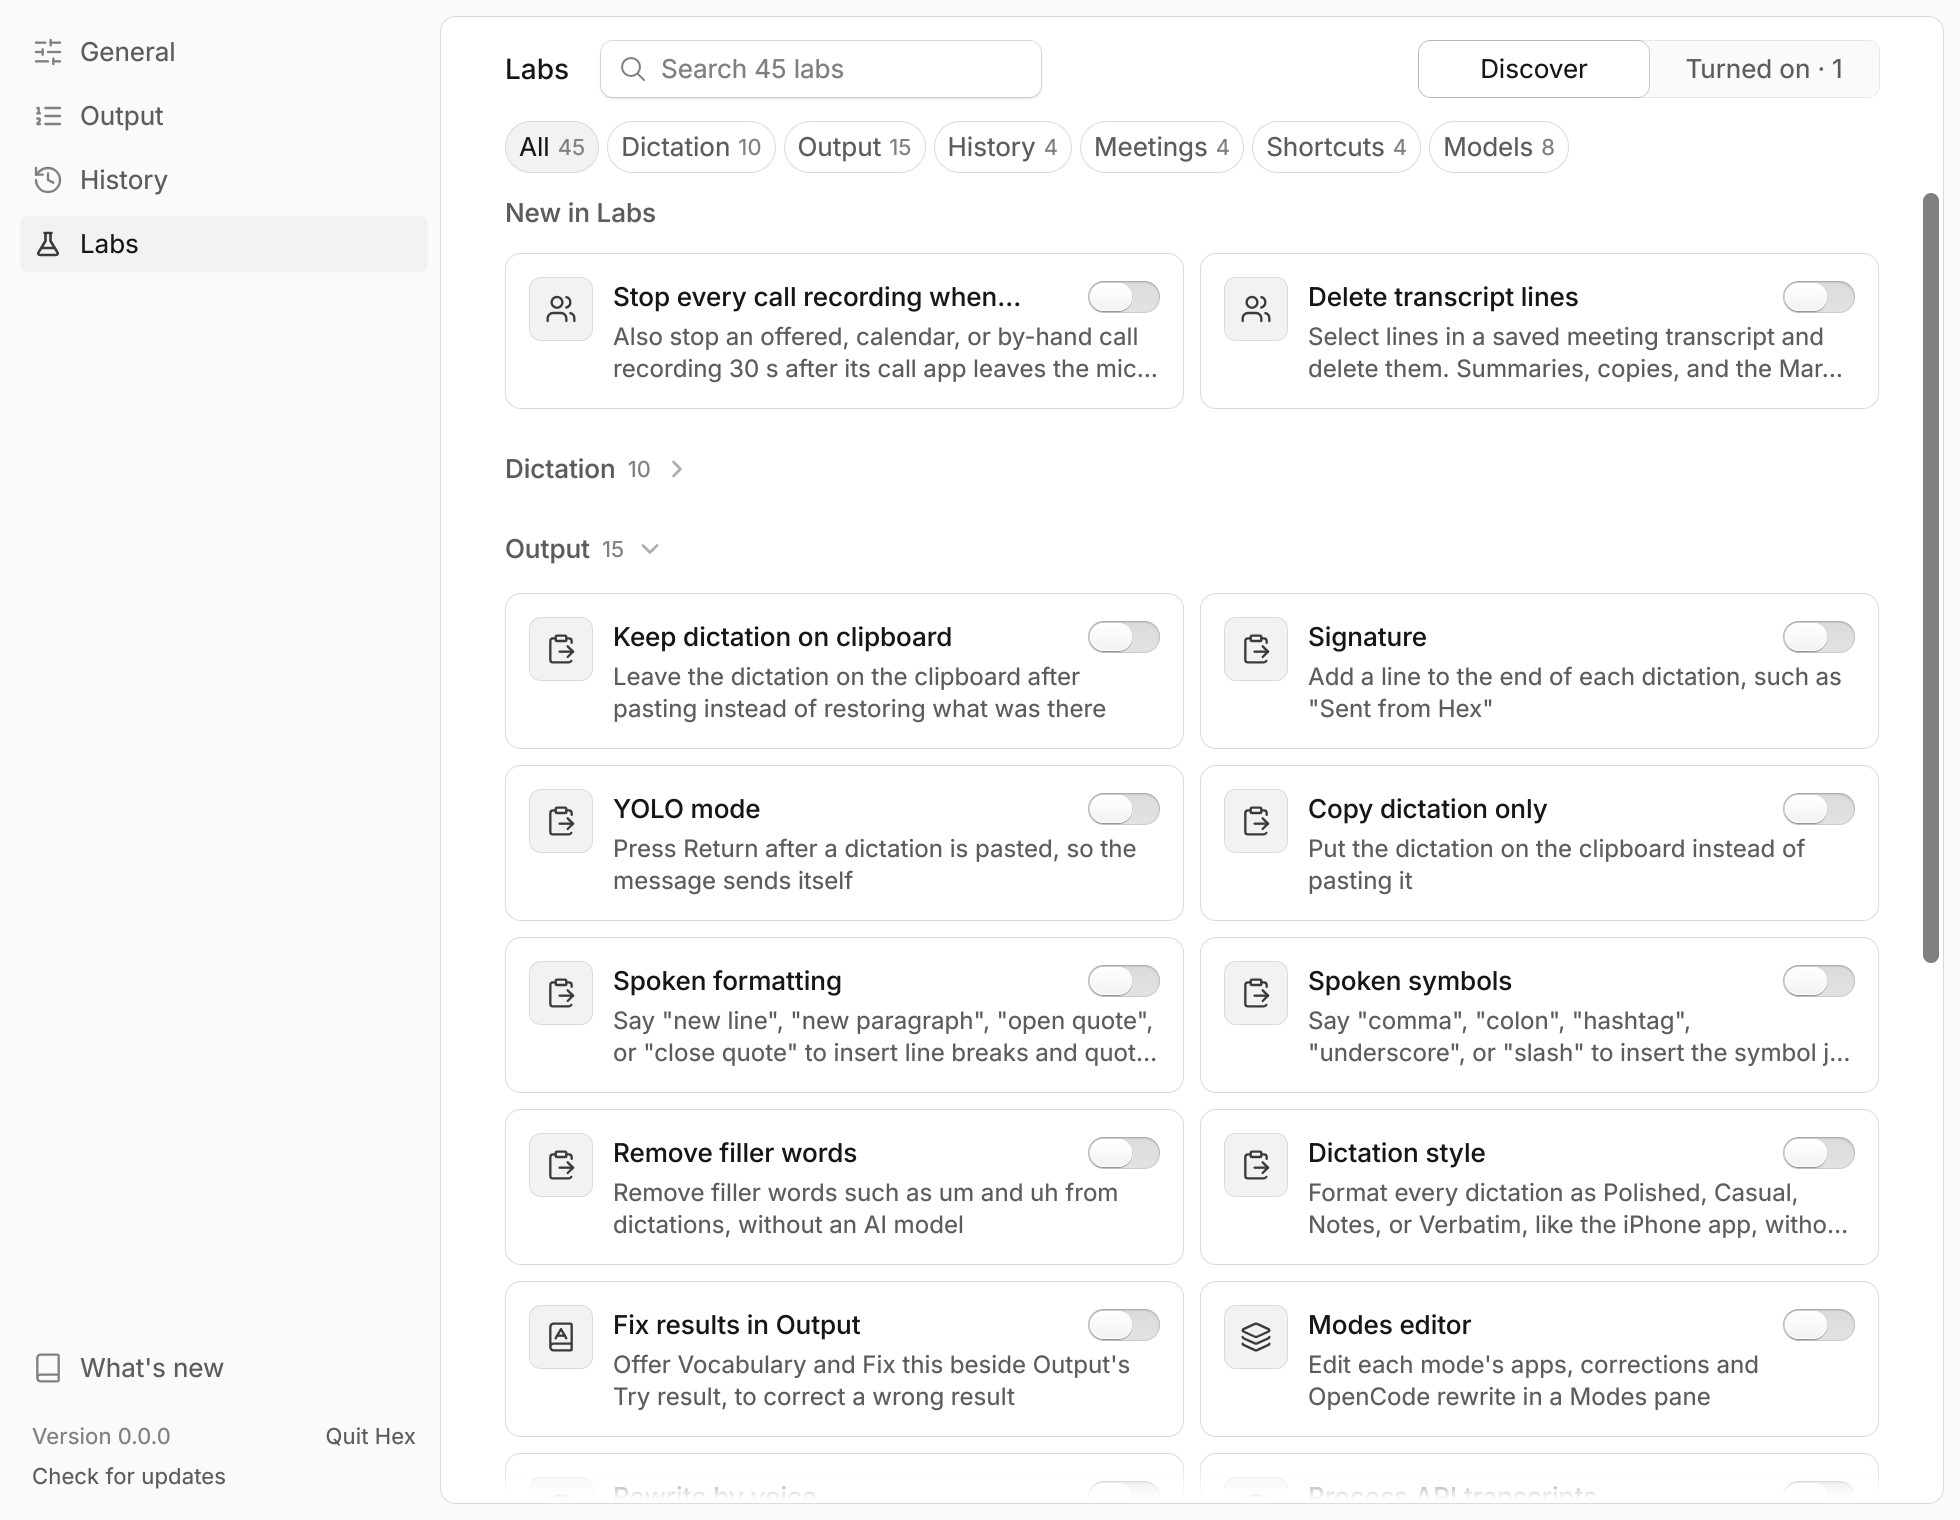 General
Output
History
Labs
What's new
Version 0.0.0
Quit Hex
Check for updates
Labs
Search 45 labs
Discover
Turned on · 1
All 45
Dictation 10
Output 15
History 4
Meetings 4
Shortcuts 4
Models 8
New in Labs
Stop every call recording when...
Also stop an offered, calendar, or by-hand call
recording 30 s after its call app leaves the mic...
Delete transcript lines
Select lines in a saved meeting transcript and
delete them. Summaries, copies, and the Mar...
Dictation 10
Output 15
Keep dictation on clipboard
Leave the dictation on the clipboard after
pasting instead of restoring what was there
Signature
Add a line to the end of each dictation, such as
"Sent from Hex"
YOLO mode
Press Return after a dictation is pasted, so the
message sends itself
Copy dictation only
Put the dictation on the clipboard instead of
pasting it
Spoken formatting
Say "new line", "new paragraph", "open quote",
or "close quote" to insert line breaks and quot...
Spoken symbols
Say "comma", "colon", "hashtag",
"underscore", or "slash" to insert the symbol j...
Remove filler words
Remove filler words such as um and uh from
dictations, without an AI model
Dictation style
Format every dictation as Polished, Casual,
Notes, or Verbatim, like the iPhone app, witho...
Fix results in Output
Offer Vocabulary and Fix this beside Output's
Try result, to correct a wrong result
Modes editor
Edit each mode's apps, corrections and
OpenCode rewrite in a Modes pane
Rewrite by voice
Process API transcripts